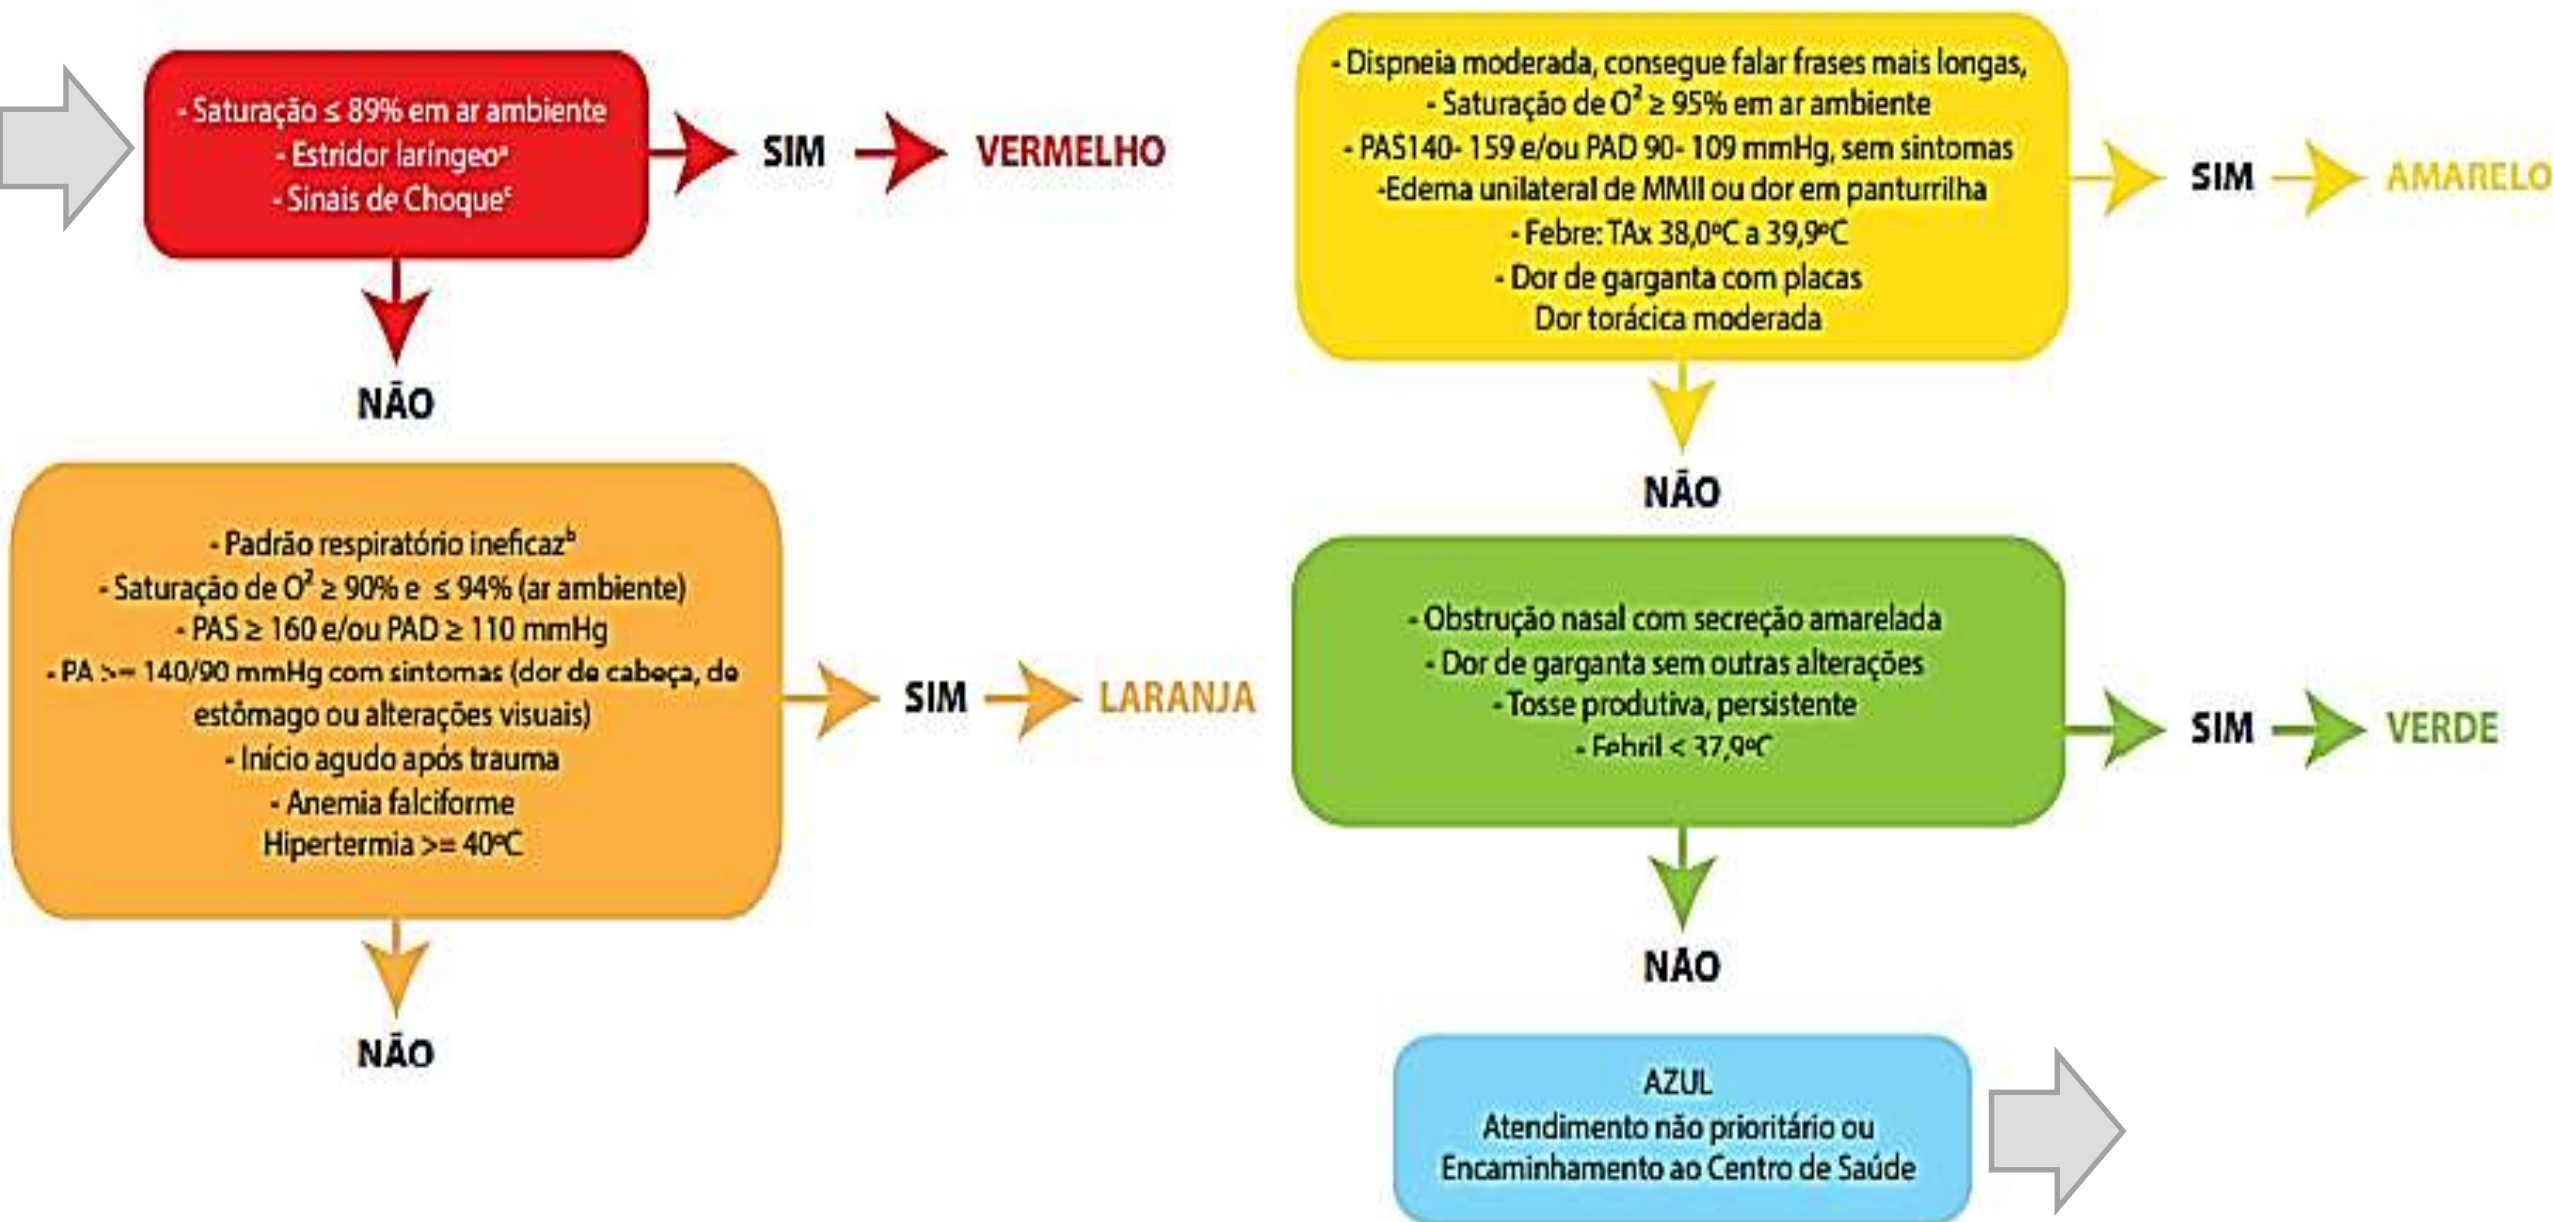 - Saturação ≤ 89% em ar ambiente
- Estridor laríngeoª
- Sinais de Choqueᶜ
SIM
VERMELHO
NÃO
- Padrão respiratório ineficazᵇ
- Saturação de O² ≥ 90% e ≤ 94% (ar ambiente)
- PAS ≥ 160 e/ou PAD ≥ 110 mmHg
- PA >= 140/90 mmHg com sintomas (dor de cabeça, de
estômago ou alterações visuais)
- Início agudo após trauma
- Anemia falciforme
Hipertermia >= 40ºC
SIM
LARANJA
NÃO
- Dispneia moderada, consegue falar frases mais longas,
- Saturação de O² ≥ 95% em ar ambiente
- PAS140- 159 e/ou PAD 90- 109 mmHg, sem sintomas
-Edema unilateral de MMII ou dor em panturrilha
- Febre: TAx 38,0ºC a 39,9ºC
- Dor de garganta com placas
Dor torácica moderada
SIM
AMARELO
NÃO
- Obstrução nasal com secreção amarelada
- Dor de garganta sem outras alterações
- Tosse produtiva, persistente
- Febril < 37,9ºC
SIM
VERDE
NÃO
AZUL
Atendimento não prioritário ou
Encaminhamento ao Centro de Saúde